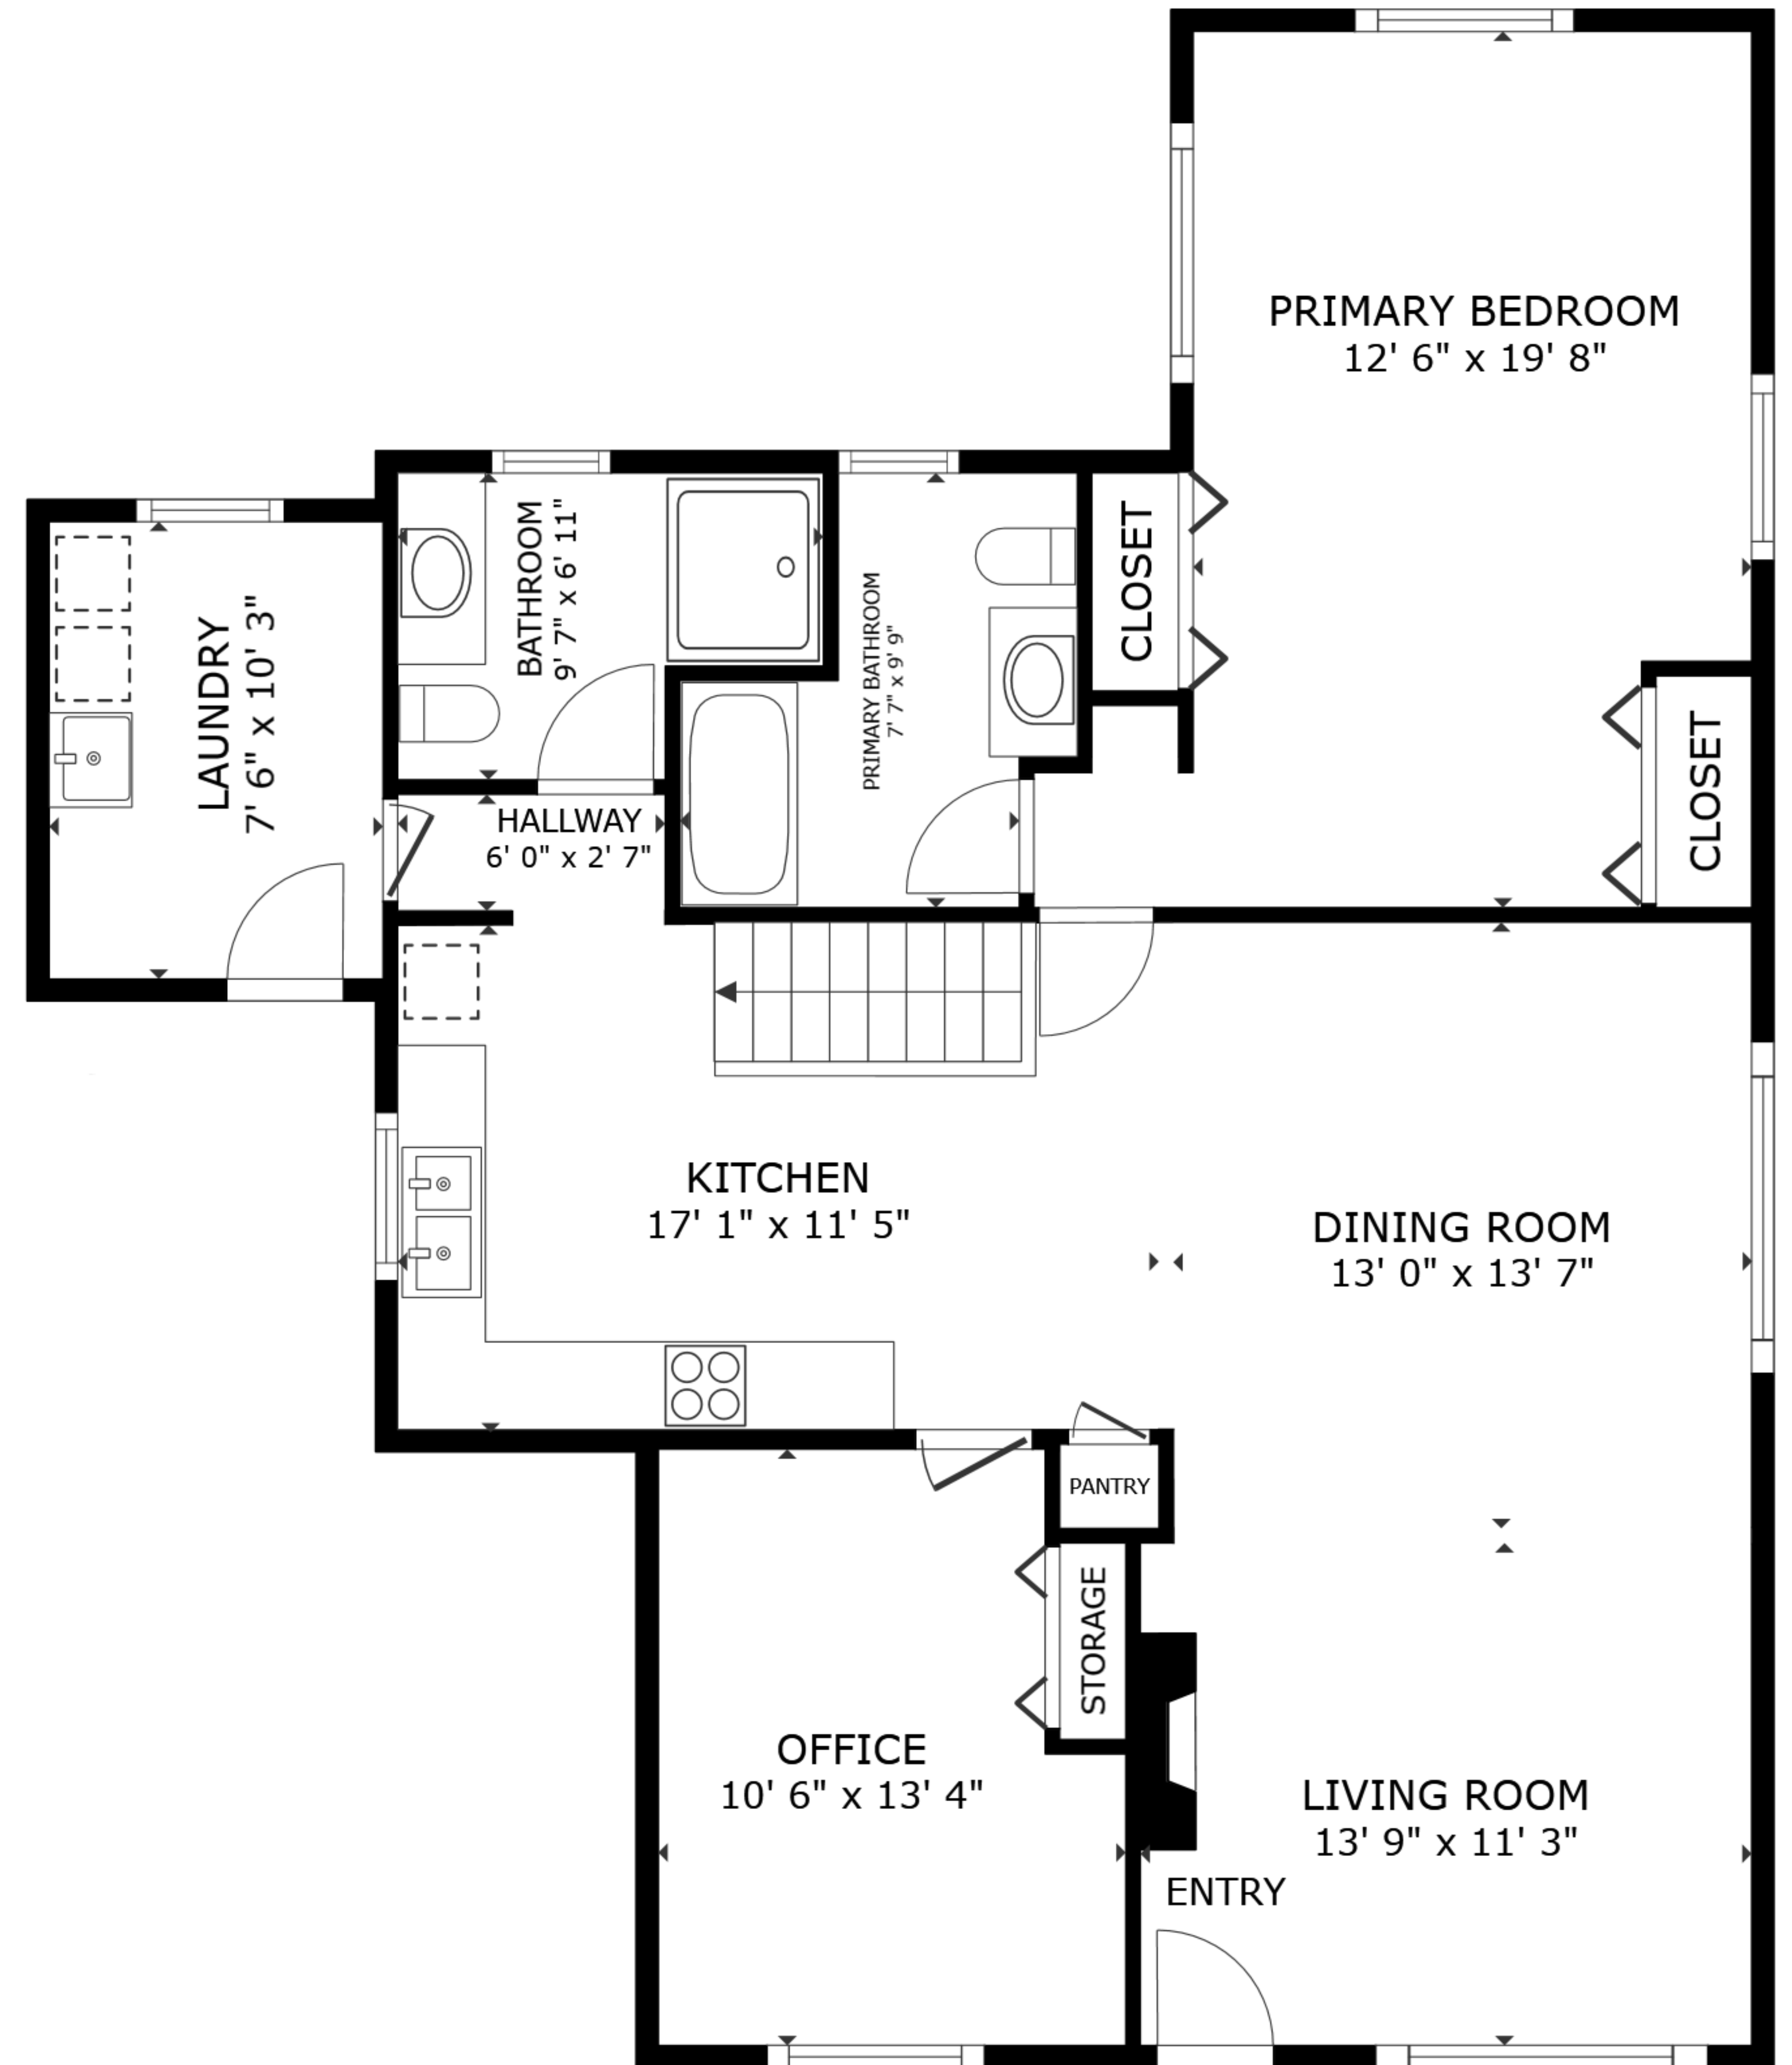 PRIMARY BEDROOM
12' 6" x 19' 8"
CLOSET
BATHROOM
9' 7" x 6' 11"
PRIMARY BATHROOM
7' 7" x 9' 9"
LAUNDRY
7' 6" x 10' 3"
CLOSET
HALLWAY
6' 0" x 2' 7"
KITCHEN
17' 1" x 11' 5"
DINING ROOM
13' 0" x 13' 7"
PANTRY
STORAGE
OFFICE
10' 6" x 13' 4"
LIVING ROOM
13' 9" x 11' 3"
ENTRY